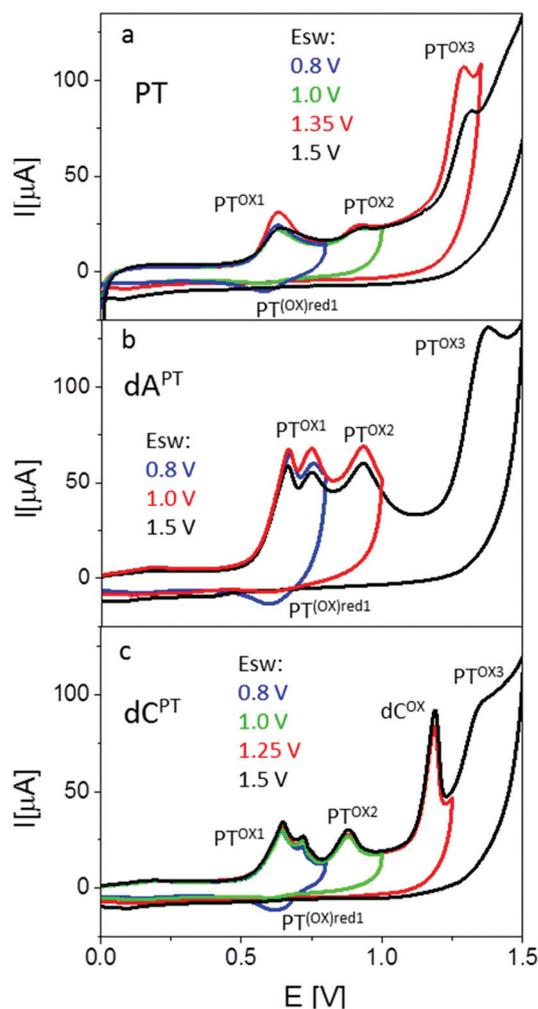 a
Esw:
PT
0.8 V
1.0 V
1.35 V
1.5 V
PT^OX3
PT^OX1
PT^OX2
PT^(OX)red1
100
50
0
I[µA]
b
dA^PT
Esw:
0.8 V
1.0 V
1.5 V
PT^OX1
PT^OX2
PT^OX3
PT^(OX)red1
100
50
0
I[µA]
c
dC^PT
Esw:
0.8 V
1.0 V
1.25 V
1.5 V
PT^OX1
PT^OX2
dC^OX
PT^OX3
PT^(OX)red1
100
50
0
I[µA]
0.0 0.5 1.0 1.5
E [V]